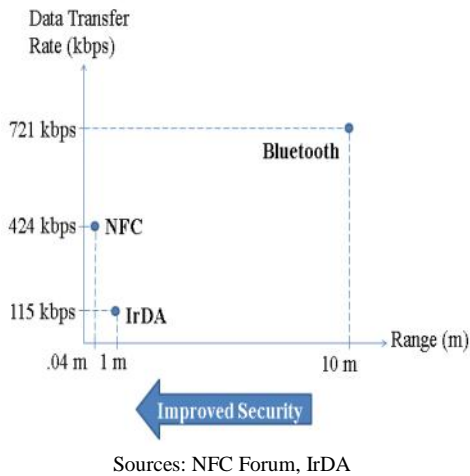 Data Transfer
Rate (kbps)
721 kbps
Bluetooth
424 kbps
NFC
115 kbps
IrDA
Range (m)
.04 m 1 m 10 m
Improved Security
Sources: NFC Forum, IrDA